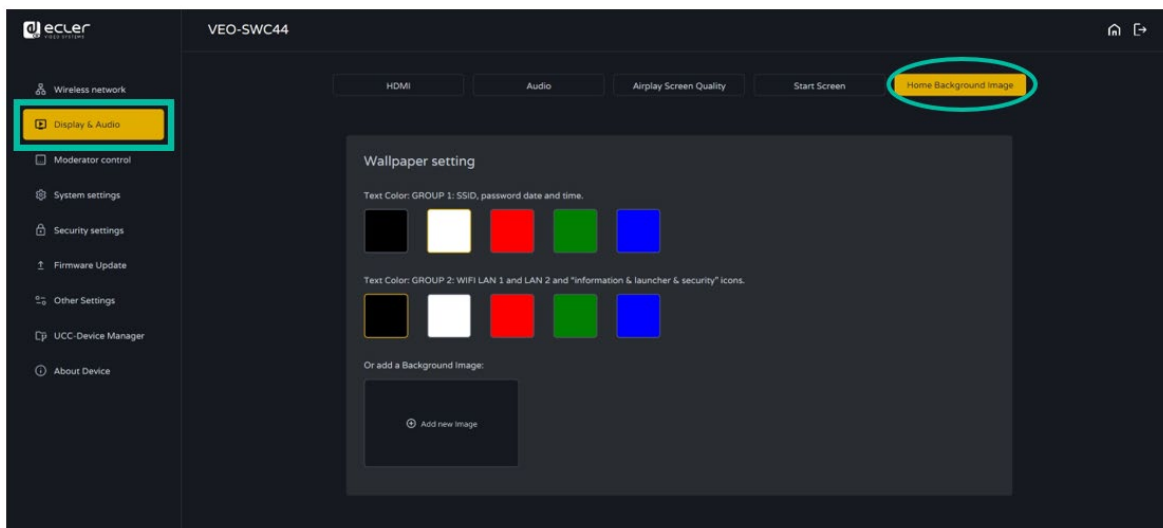 ecler
VIDEO SYSTEMS
VEO-SWC44
Wireless network
Display & Audio
Moderator control
System settings
Security settings
Firmware Update
Other Settings
UCC-Device Manager
About Device
HDMI
Audio
Airplay Screen Quality
Start Screen
Home Background Image
Wallpaper setting
Text Color: GROUP 1: SSID, password date and time.
Text Color: GROUP 2: WIFI LAN 1 and LAN 2 and "information & launcher & security" icons.
Or add a Background Image:
Add new Image